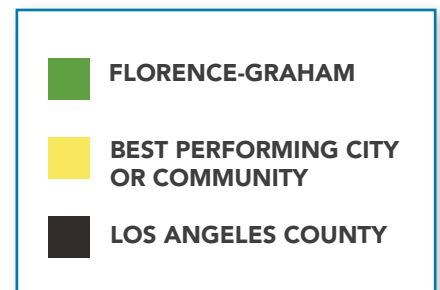 FLORENCE-GRAHAM
BEST PERFORMING CITY
OR COMMUNITY
LOS ANGELES COUNTY